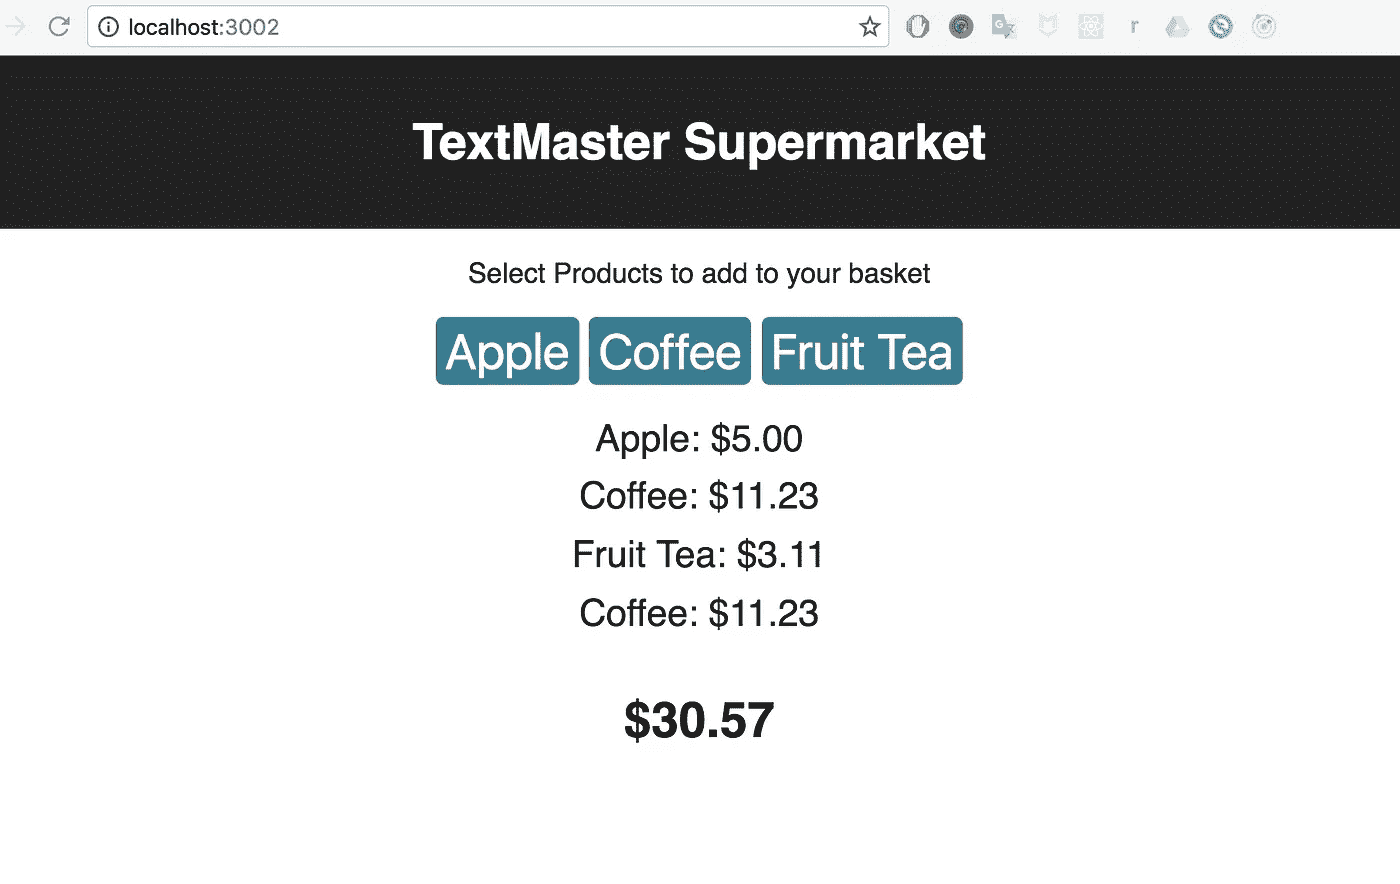 localhost:3002
r
TextMaster Supermarket
Select Products to add to your basket
Apple Coffee Fruit Tea
Apple: $5.00
Coffee: $11.23
Fruit Tea: $3.11
Coffee: $11.23
$30.57